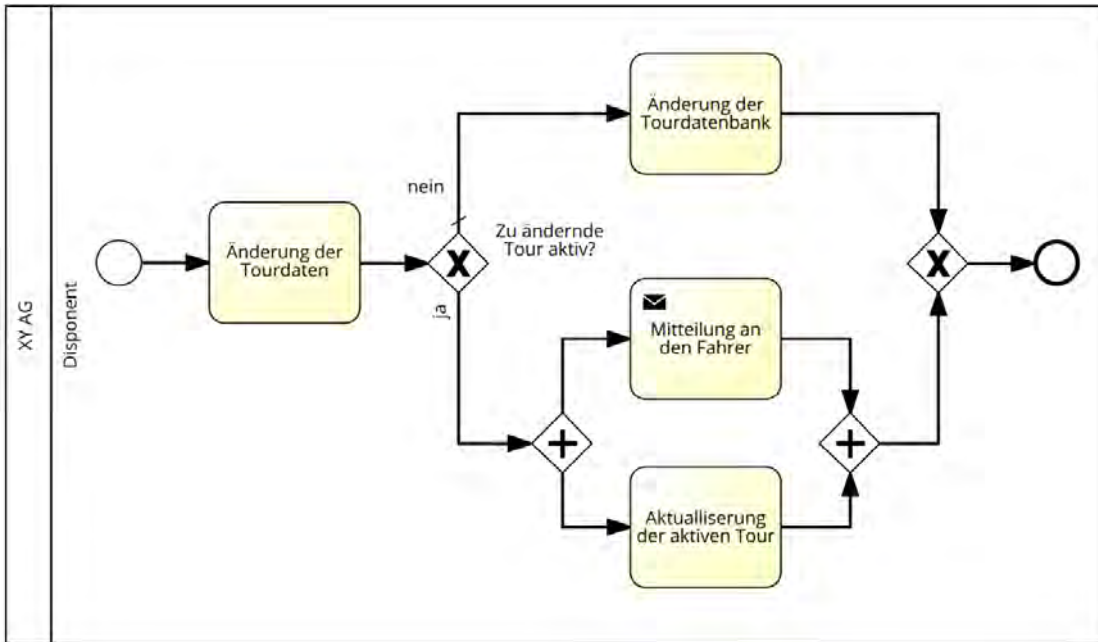 XY AG
Disponent
Änderung der
Tourdaten
nein
ja
Zu ändernde
Tour aktiv?
Änderung der
Tourdatenbank
Mitteilung an
den Fahrer
Aktualliserung
der aktiven Tour